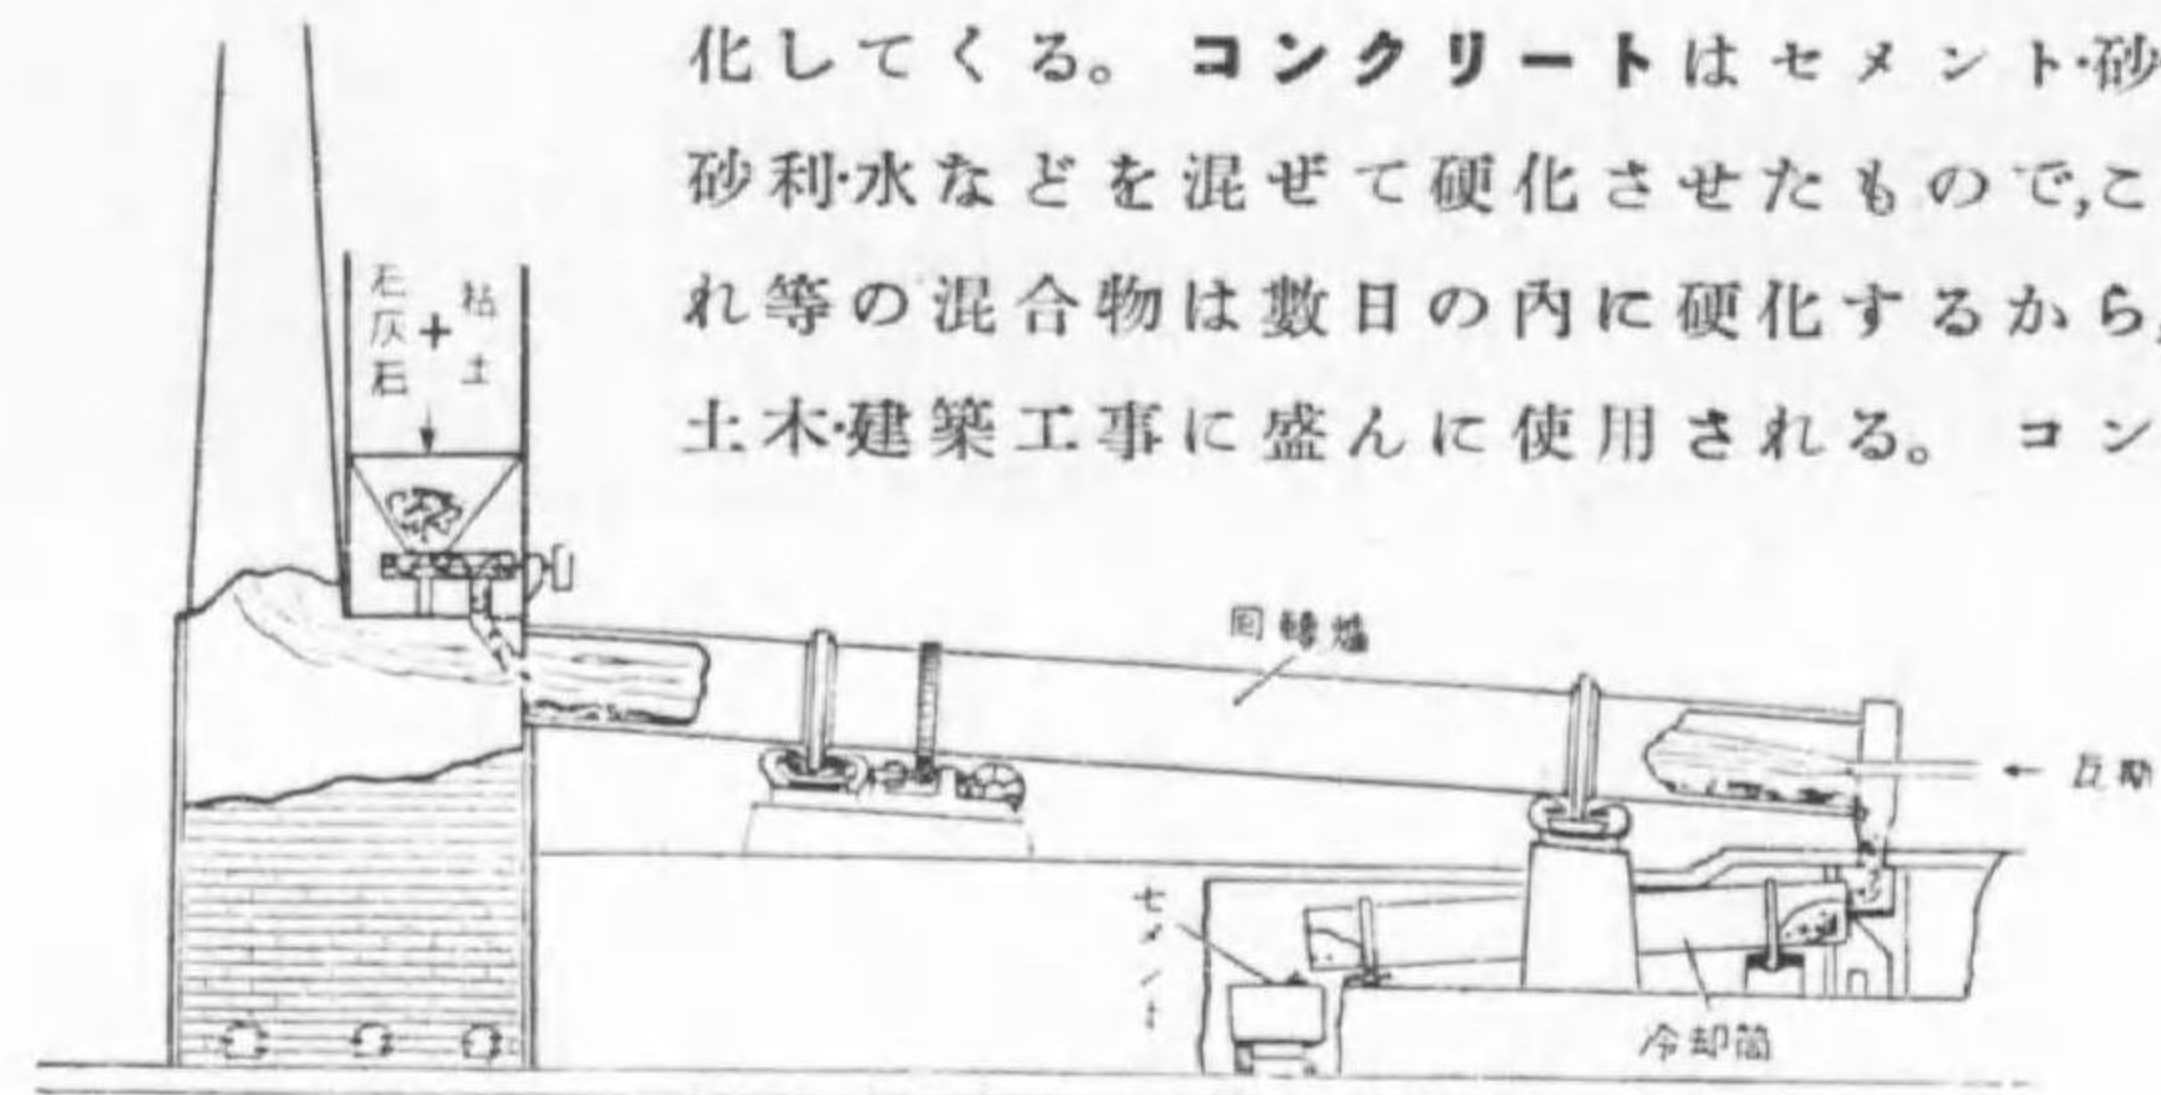 化してくる。 コンクリートはセメント·砂
砂利·水などを混ぜて硬化させたもので,こ
れ等の混合物は數日の內に硬化するから,
土木·建築工事に盛んに使用される。 コン
石灰石 + 粘土
回轉爐
セメント
冷却筒